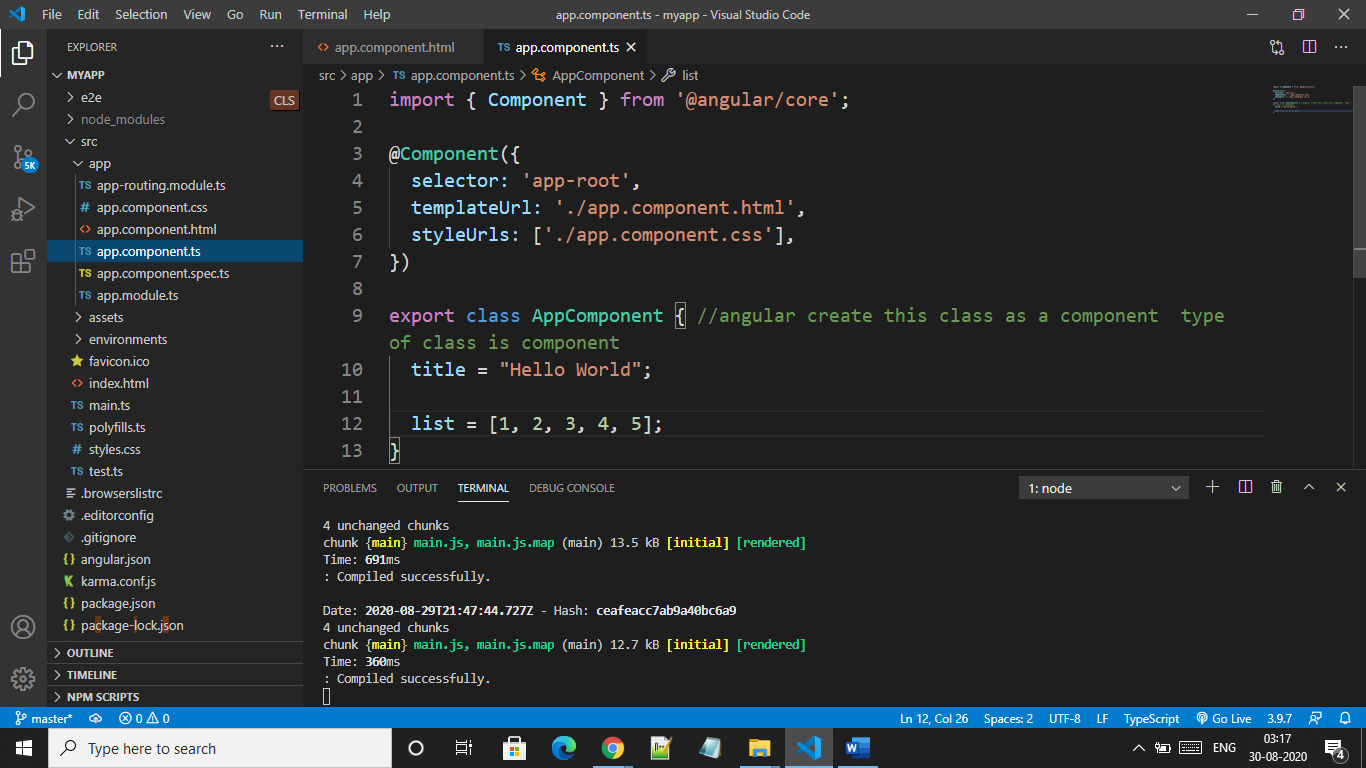 File Edit Selection View Go Run Terminal Help app.component.ts - myapp - Visual Studio Code
EXPLORER
MYAPP
e2e
CLS
node_modules
src
app
TS app-routing.module.ts
# app.component.css
<> app.component.html
TS app.component.ts
TS app.component.spec.ts
TS app.module.ts
assets
environments
favicon.ico
<> index.html
TS main.ts
TS polyfills.ts
# styles.css
TS test.ts
.browserslistrc
.editorconfig
.gitignore
{} angular.json
karma.conf.js
{} package.json
{} package-lock.json
OUTLINE
TIMELINE
NPM SCRIPTS
5K
<> app.component.html TS app.component.ts
src > app > TS app.component.ts > AppComponent > list
1 import { Component } from '@angular/core';
2
3 @Component({
4 selector: 'app-root',
5 templateUrl: './app.component.html',
6 styleUrls: ['./app.component.css'],
7 })
8
9 export class AppComponent { //angular create this class as a component  type
of class is component
10 title = "Hello World";
11
12 list = [1, 2, 3, 4, 5];
13 }
PROBLEMS OUTPUT TERMINAL DEBUG CONSOLE 1: node
4 unchanged chunks
chunk {main} main.js, main.js.map (main) 13.5 kB [initial] [rendered]
Time: 691ms
: Compiled successfully.
Date: 2020-08-29T21:47:44.727Z - Hash: ceafeacc7ab9a40bc6a9
4 unchanged chunks
chunk {main} main.js, main.js.map (main) 12.7 kB [initial] [rendered]
Time: 360ms
: Compiled successfully.
master* 0 0 Ln 12, Col 26 Spaces: 2 UTF-8 LF TypeScript Go Live 3.9.7
Type here to search
ENG
03:17
30-08-2020
4